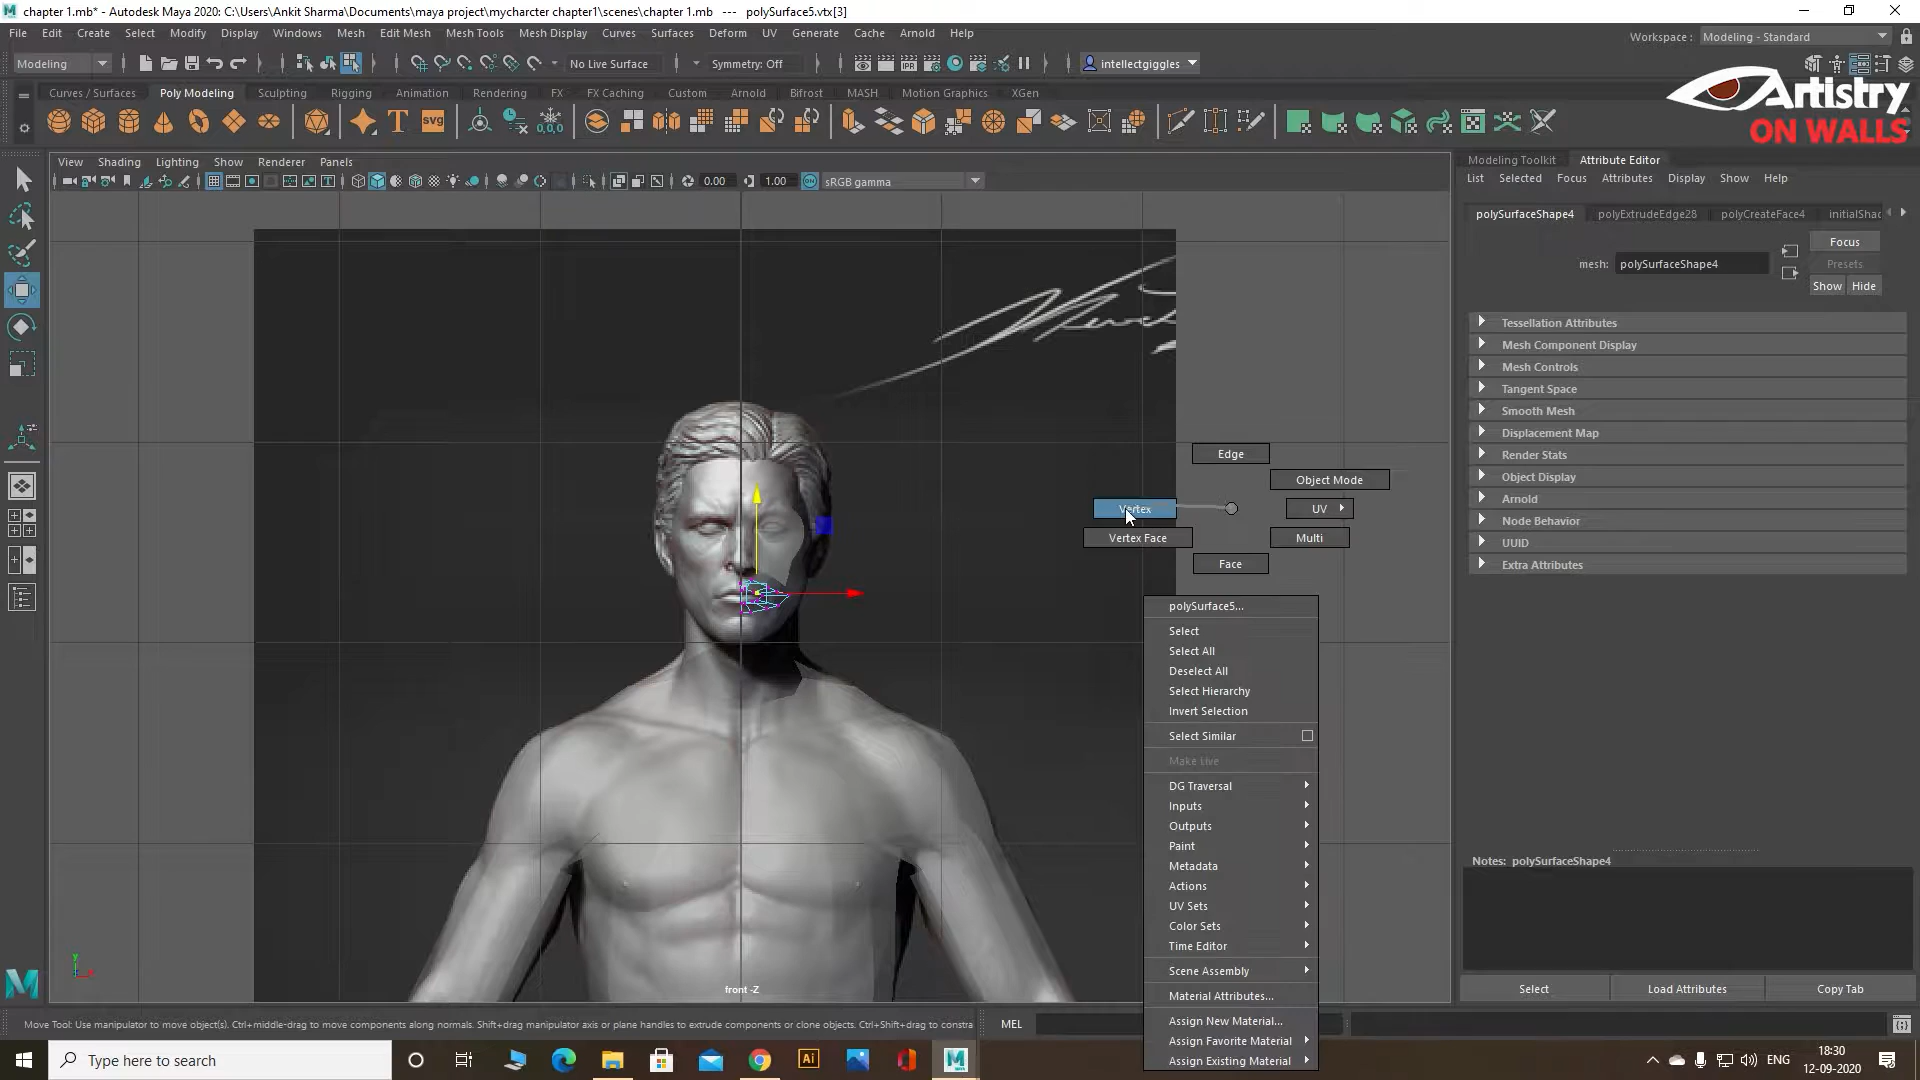 chapter 1.mb* - Autodesk Maya 2020: C:\Users\Ankit Sharma\Documents\maya project\mycharcter chapter1\scenes\chapter 1.mb   ---   polySurface5.vtx[3]
File Edit Create Select Modify Display Windows Mesh Edit Mesh Mesh Tools Mesh Display Curves Surfaces Deform UV Generate Cache Arnold Help
Workspace : Modeling - Standard
Modeling No Live Surface Symmetry: Off IPR intellectgiggles
Curves / Surfaces Poly Modeling Sculpting Rigging Animation Rendering FX FX Caching Custom Arnold Bifrost MASH Motion Graphics XGen
T svg 0,0,0
Artistry
ON WALLS
View Shading Lighting Show Renderer Panels
0.00 1.00 ON sRGB gamma
Modeling Toolkit Attribute Editor
List Selected Focus Attributes Display Show Help
polySurfaceShape4 polyExtrudeEdge28 polyCreateFace4 initialShac
Focus
mesh: polySurfaceShape4
Presets
Show Hide
Tessellation Attributes
Mesh Component Display
Mesh Controls
Tangent Space
Smooth Mesh
Displacement Map
Render Stats
Object Display
Arnold
Node Behavior
UUID
Extra Attributes
Edge
Object Mode
Vertex
UV
Vertex Face
Multi
Face
polySurface5...
Select
Select All
Deselect All
Select Hierarchy
Invert Selection
Select Similar
Make Live
DG Traversal
Inputs
Outputs
Paint
Metadata
Actions
UV Sets
Color Sets
Time Editor
Scene Assembly
Material Attributes...
Assign New Material...
Assign Favorite Material
Assign Existing Material
Notes: polySurfaceShape4
Select Load Attributes Copy Tab
y
front -Z
Move Tool: Use manipulator to move object(s). Ctrl+middle-drag to move components along normals. Shift+drag manipulator axis or plane handles to extrude components or clone objects. Ctrl+Shift+drag to constra
MEL
Type here to search
Ai
M
ENG
18:30
12-09-2020